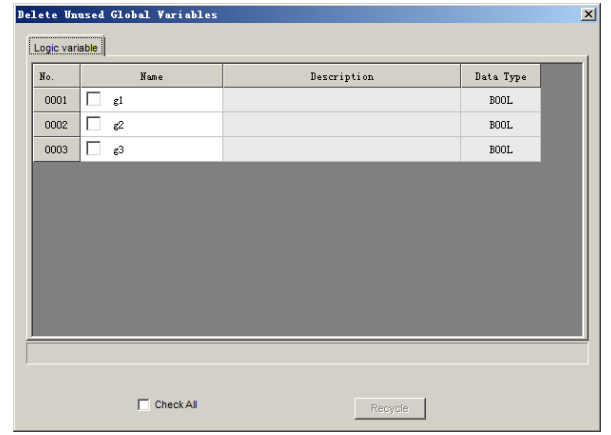 Delete Unused Global Variables
Logic variable
No. Name Description Data Type
0001 g1 BOOL
0002 g2 BOOL
0003 g3 BOOL
Check All
Recycle